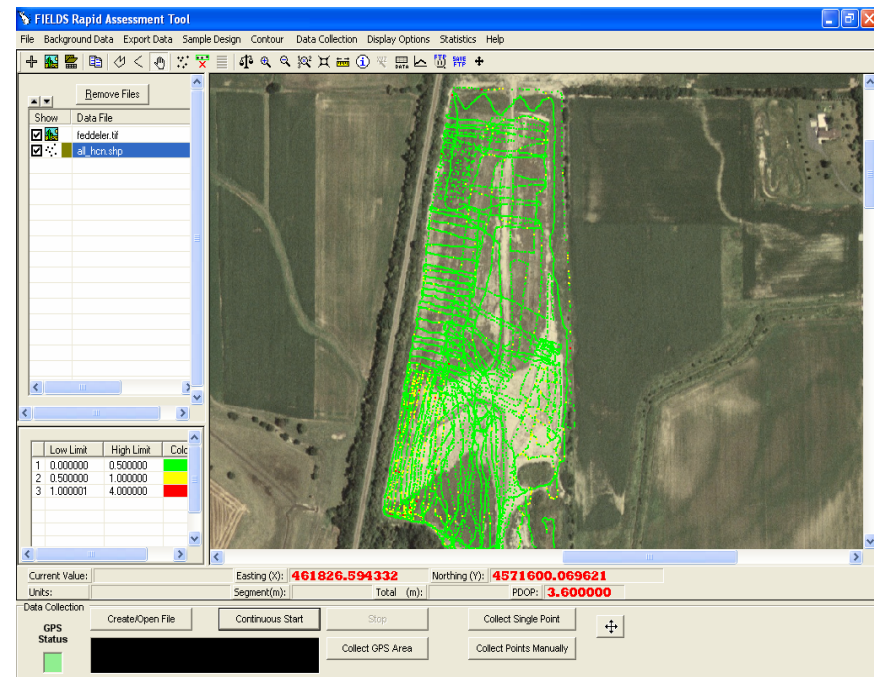 FIELDS Rapid Assessment Tool
File Background Data Export Data Sample Design Contour Data Collection Display Options Statistics Help
DATA
SAVE
FTP
Remove Files
Show Data File
feddeler.tif
all_hcn.shp
Low Limit High Limit Colo
1 0.000000 0.500000
2 0.500000 1.000000
3 1.000001 4.000000
Current Value: Easting (X): 461826.594332 Northing (Y): 4571600.069621
Units: Segment(m): Total (m): PDOP: 3.600000
Data Collection
GPS Status
Create/Open File Continuous Start Stop Collect Single Point
Collect GPS Area Collect Points Manually